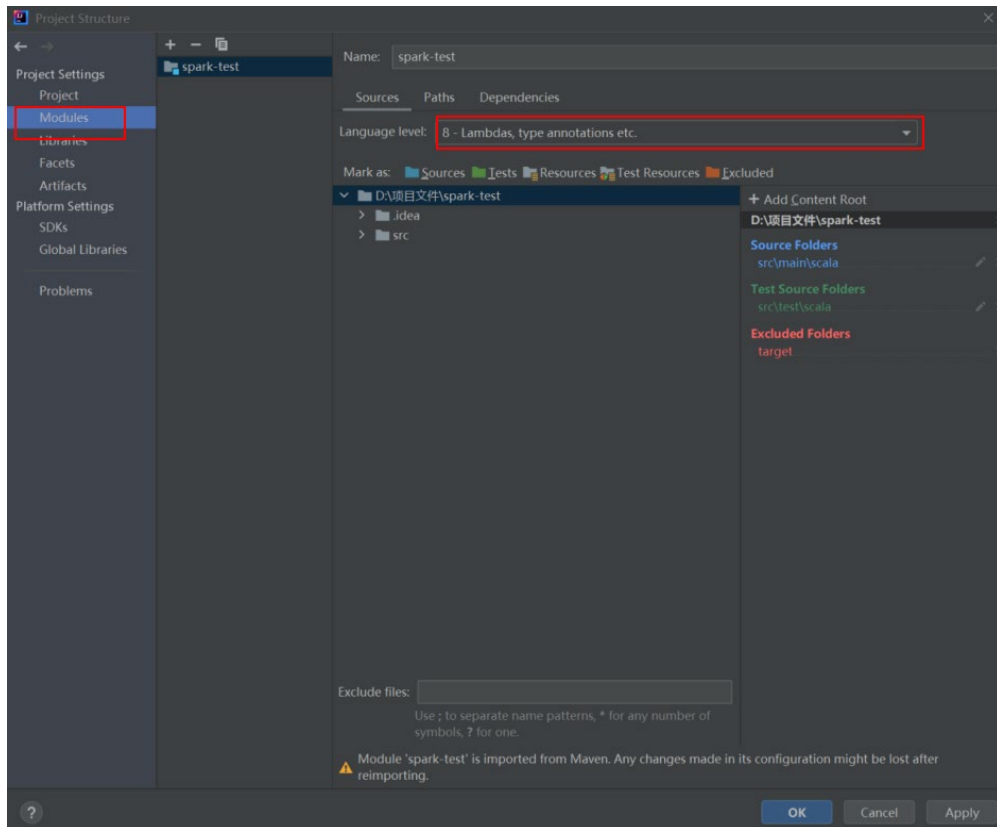 Project Structure
Project Settings
Project
Modules
Libraries
Facets
Artifacts
Platform Settings
SDKs
Global Libraries
Problems
spark-test
Name: spark-test
Sources Paths Dependencies
Language level: 8 - Lambdas, type annotations etc.
Mark as: Sources Tests Resources Test Resources Excluded
D:\项目文件\spark-test
.idea
src
+ Add Content Root
D:\项目文件\spark-test
Source Folders
src\main\scala
Test Source Folders
src\test\scala
Excluded Folders
target
Exclude files:
Use ; to separate name patterns, * for any number of
symbols, ? for one.
Module 'spark-test' is imported from Maven. Any changes made in its configuration might be lost after
reimporting.
? OK Cancel Apply